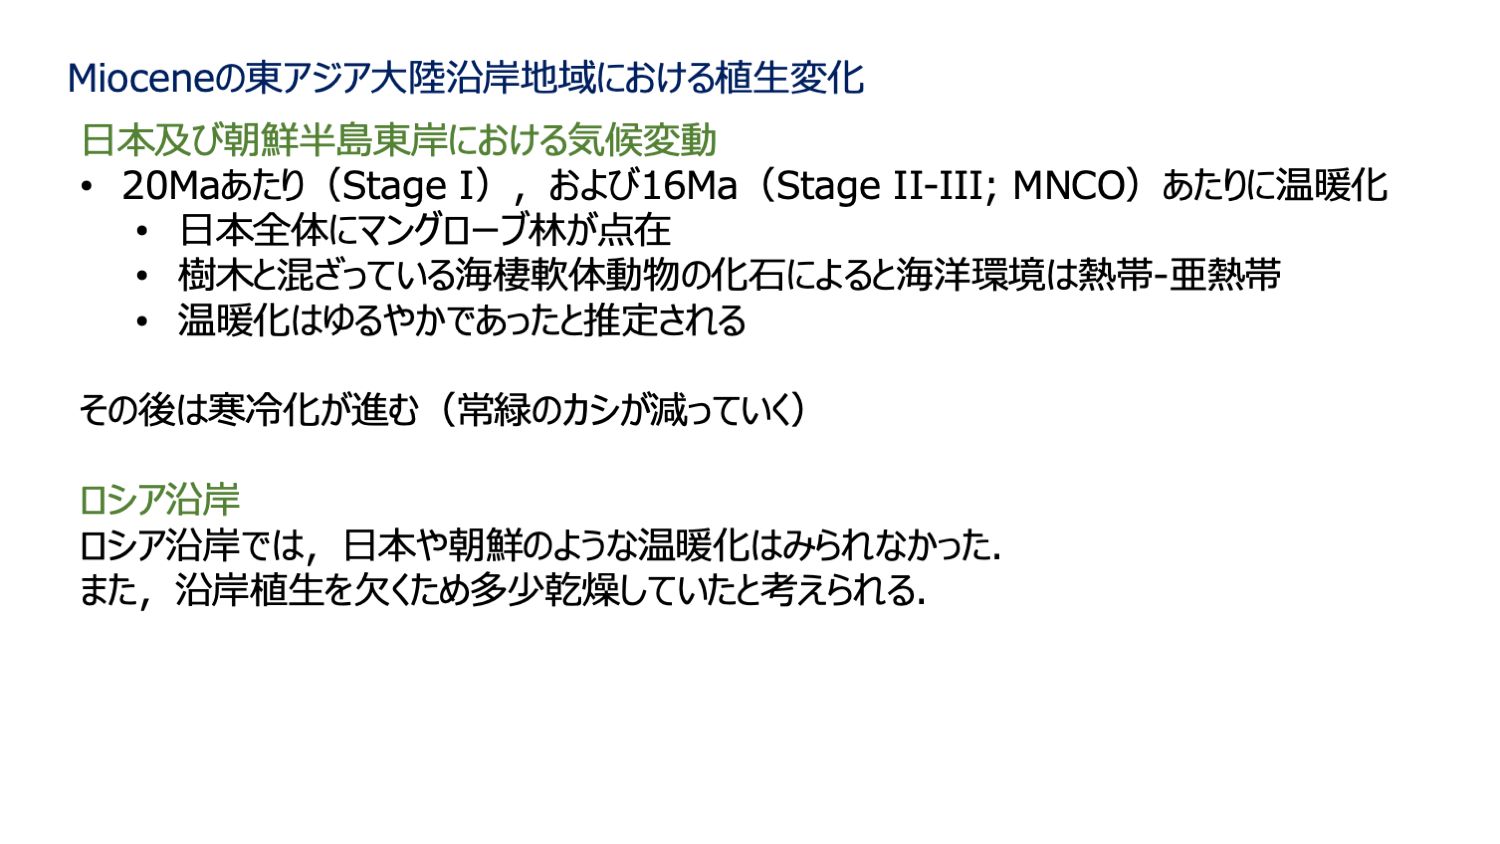 Mioceneの東アジア大陸沿岸地域における植生変化
日本及び朝鮮半島東岸における気候変動
• 20Maあたり（Stage I）, および16Ma（Stage II-III; MNCO）あたりに温暖化
• 日本全体にマングローブ林が点在
• 樹木と混ざっている海棲軟体動物の化石によると海洋環境は熱帯-亜熱帯
• 温暖化はゆるやかであったと推定される
その後は寒冷化が進む（常緑のカシが減っていく）
ロシア沿岸
ロシア沿岸では，日本や朝鮮のような温暖化はみられなかった.
また，沿岸植生を欠くため多少乾燥していたと考えられる.